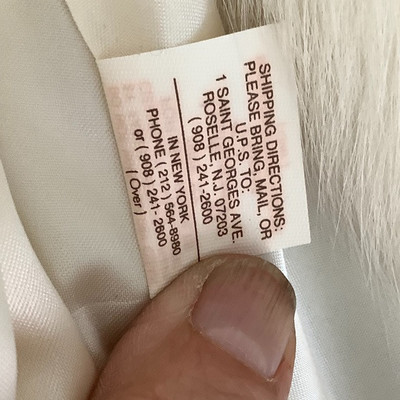 SHIPPING DIRECTIONS:
PLEASE BRING, MAIL, OR
U.P.S. TO:
1 SAINT GEORGES AVE.
ROSELLE, N.J. 07203
( 908 ) 241-2600
IN NEW YORK
PHONE ( 212 ) 564-8980
or ( 908 ) 241- 2600
( Over )